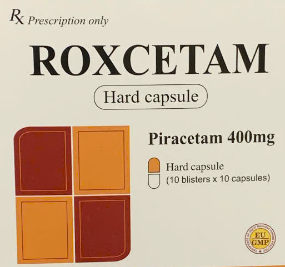 Rx Prescription only
ROXCETAM
Hard capsule
Piracetam 400mg
Hard capsule
(10 blisters x 10 capsules)
EU
GMP